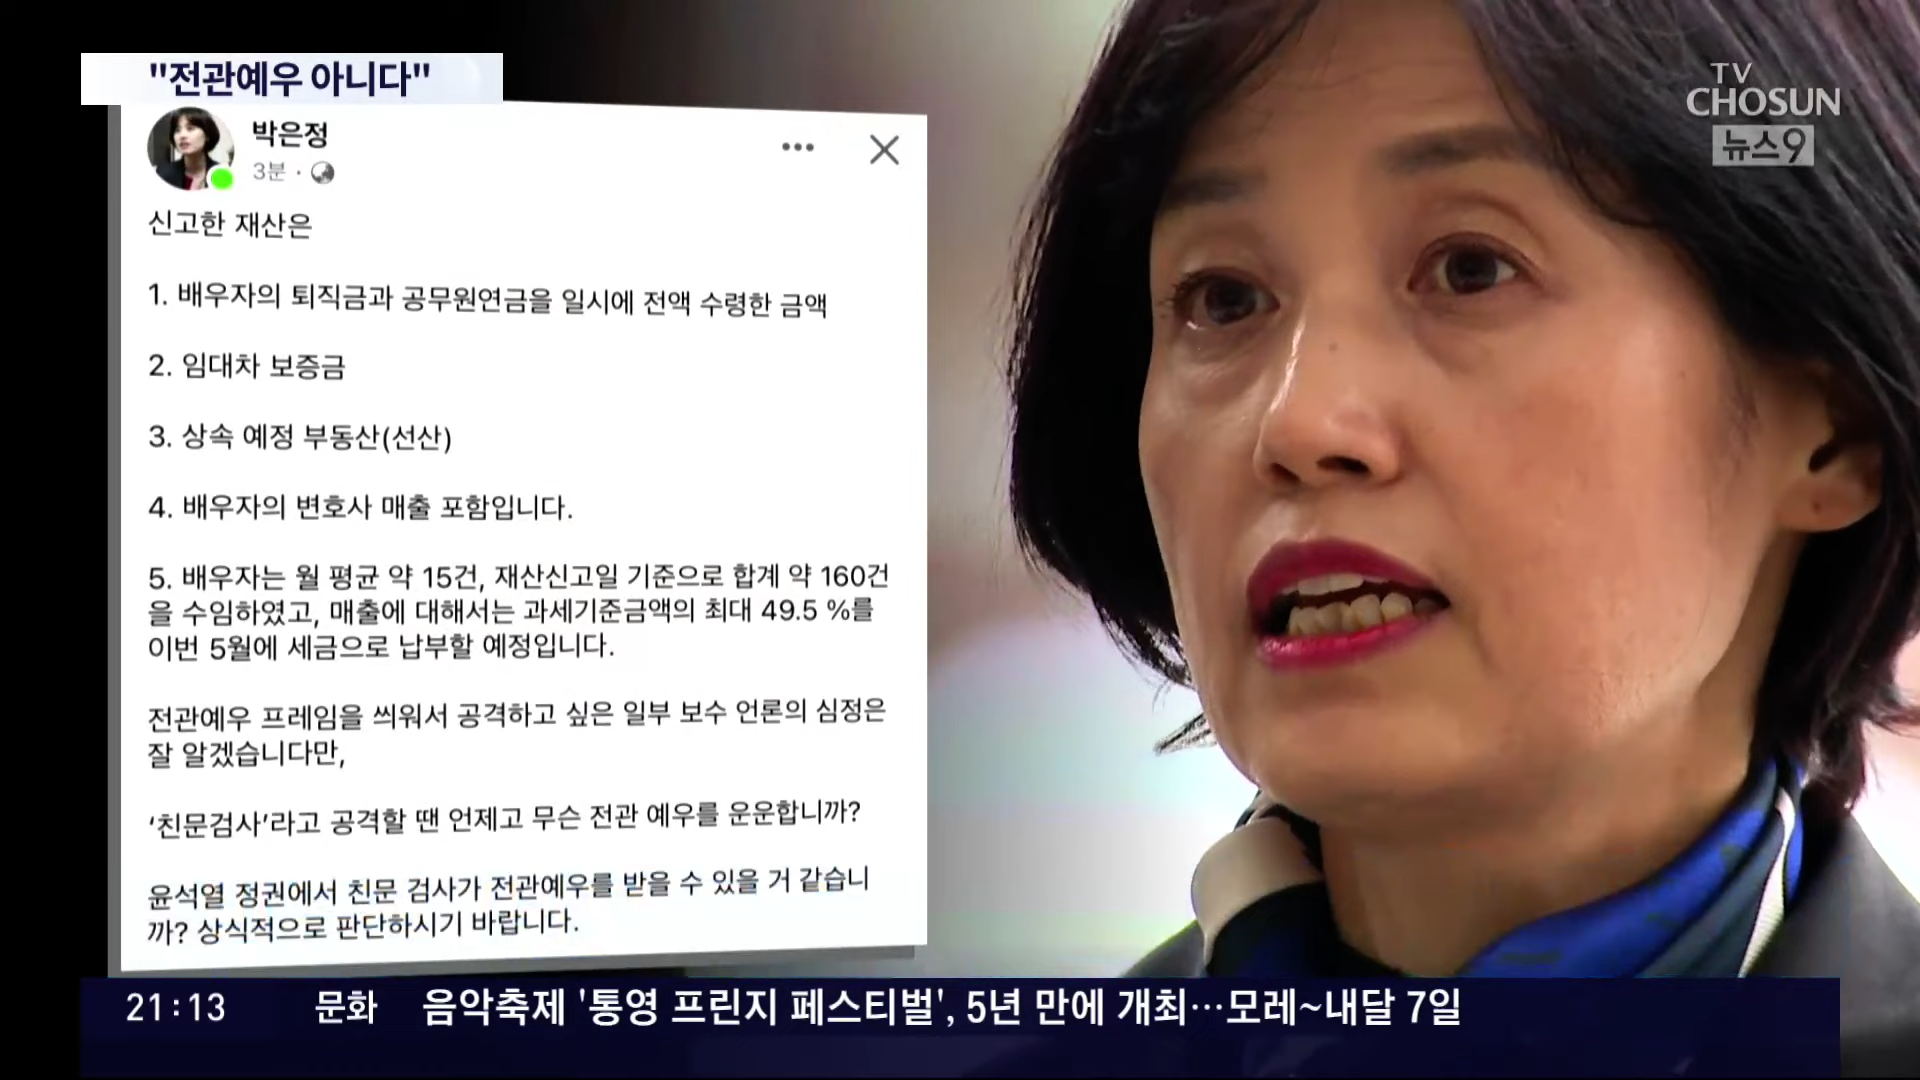 "전관예우 아니다"
TV
CHOSUN
뉴스9
박은정
3분 ·
신고한 재산은
1. 배우자의 퇴직금과 공무원연금을 일시에 전액 수령한 금액
2. 임대차 보증금
3. 상속 예정 부동산(선산)
4. 배우자의 변호사 매출 포함입니다.
5. 배우자는 월 평균 약 15건, 재산신고일 기준으로 합계 약 160건
을 수임하였고, 매출에 대해서는 과세기준금액의 최대 49.5 %를
이번 5월에 세금으로 납부할 예정입니다.
전관예우 프레임을 씌워서 공격하고 싶은 일부 보수 언론의 심정은
잘 알겠습니다만,
‘친문검사’라고 공격할 땐 언제고 무슨 전관 예우를 운운합니까?
윤석열 정권에서 친문 검사가 전관예우를 받을 수 있을 거 같습니
까? 상식적으로 판단하시기 바랍니다.
21:13 문화 음악축제 '통영 프린지 페스티벌', 5년 만에 개최…모레~내달 7일